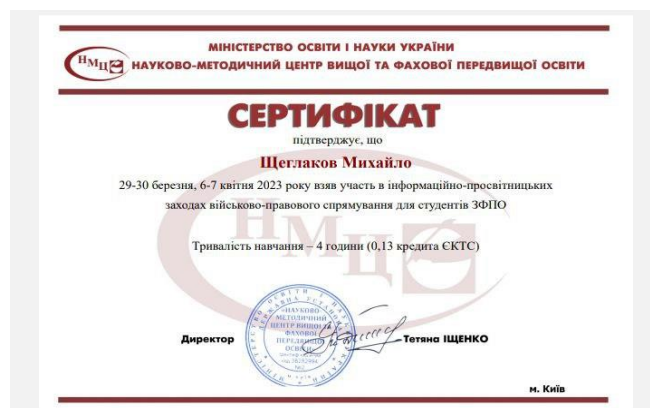 МІНІСТЕРСТВО ОСВІТИ І НАУКИ УКРАЇНИ
НМЦ НАУКОВО-МЕТОДИЧНИЙ ЦЕНТР ВИЩОЇ ТА ФАХОВОЇ ПЕРЕДВИЩОЇ ОСВІТИ
СЕРТИФІКАТ
підтверджує, що
Щеглаков Михайло
29-30 березня, 6-7 квітня 2023 року взяв участь в інформаційно-просвітницьких
заходах військово-правового спрямування для студентів ЗФПО
НМЦ
Тривалість навчання – 4 години (0,13 кредита ЄКТС)
«НАУКОВО
МЕТОДИЧНИЙ
ЦЕНТР ВИЩОЇ ТА
ФАХОВОЇ
ПЕРЕДВИЩОЇ
ОСВІТИ
Директор
Тетяна ІЩЕНКО
м. Київ